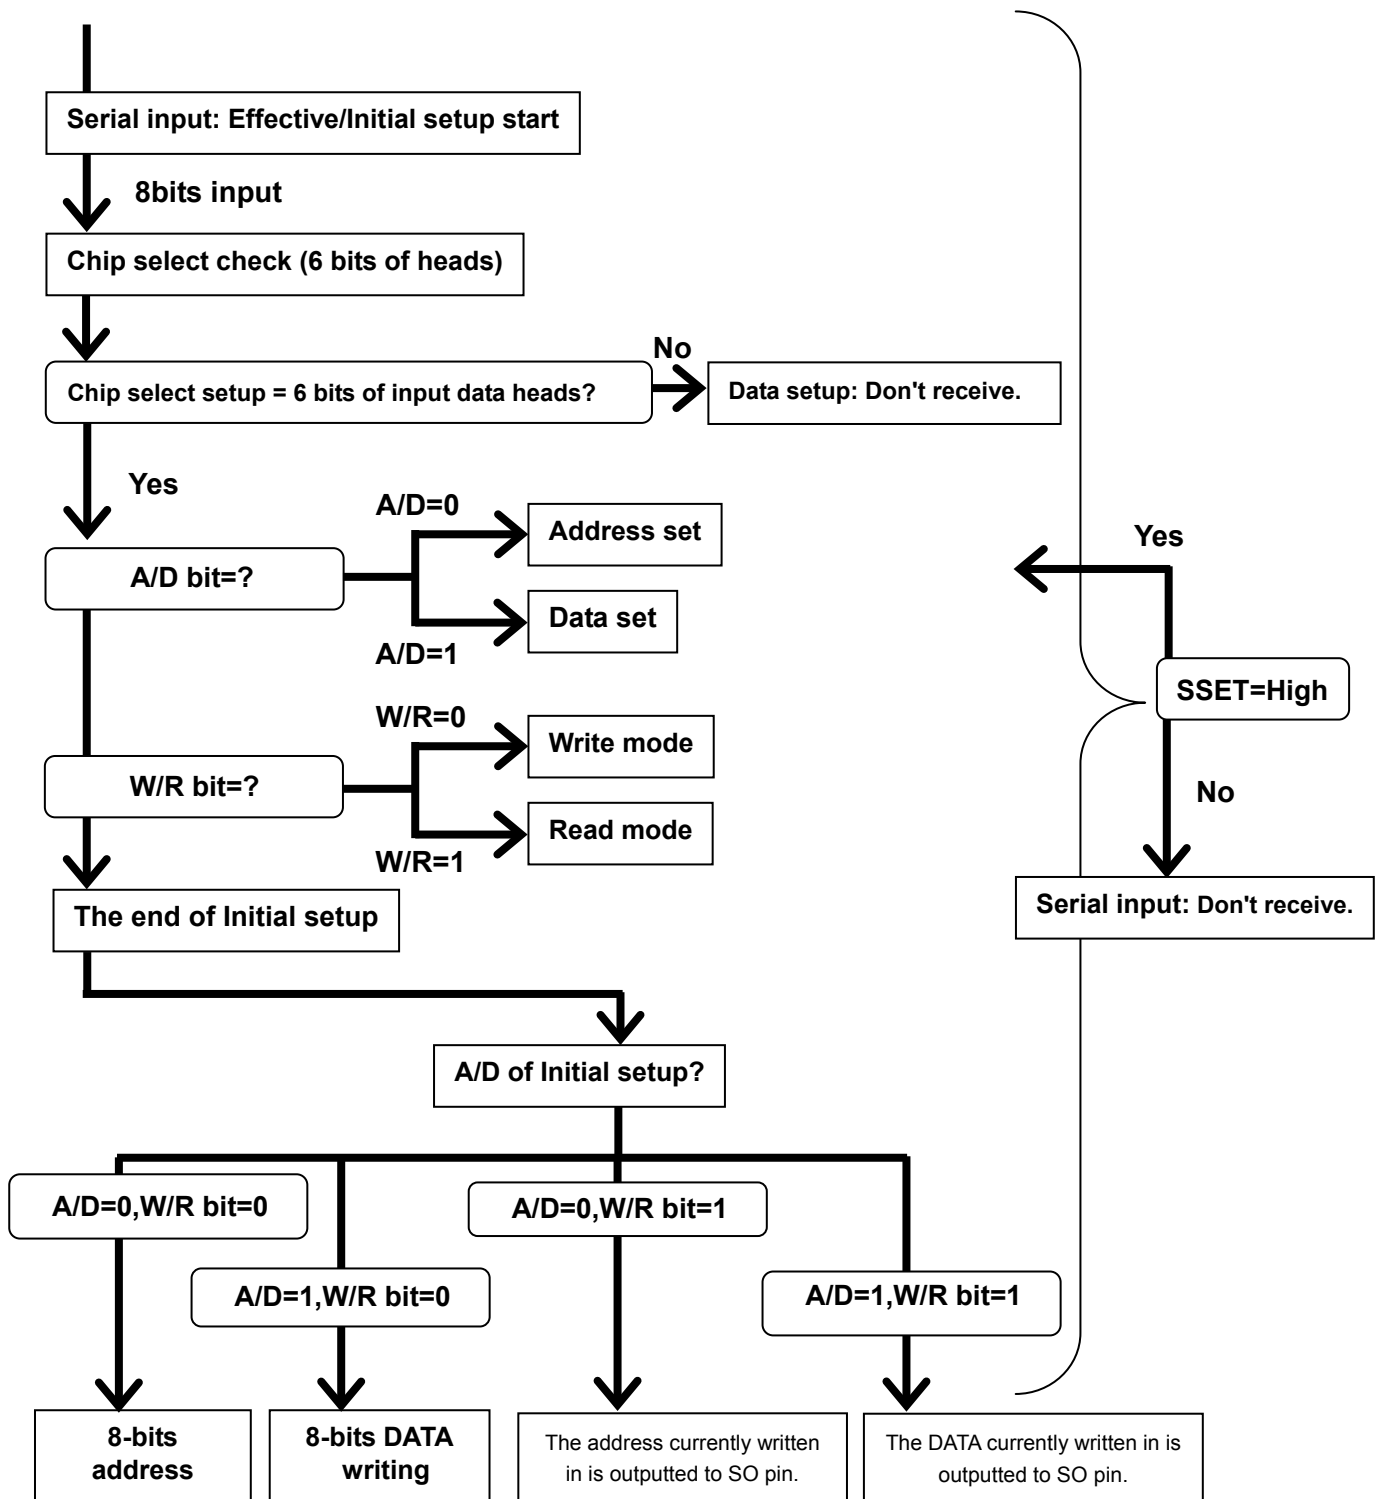 Serial input: Effective/Initial setup start
8bits input
Chip select check (6 bits of heads)
No
Chip select setup = 6 bits of input data heads?
Data setup: Don't receive.
Yes
A/D=0
Address set
Yes
A/D bit=?
Data set
A/D=1
SSET=High
W/R=0
Write mode
W/R bit=?
No
Read mode
W/R=1
The end of Initial setup
Serial input: Don't receive.
A/D of Initial setup?
A/D=0,W/R bit=0
A/D=0,W/R bit=1
A/D=1,W/R bit=0
A/D=1,W/R bit=1
8-bits
address
8-bits DATA
writing
The address currently written
in is outputted to SO pin.
The DATA currently written in is
outputted to SO pin.